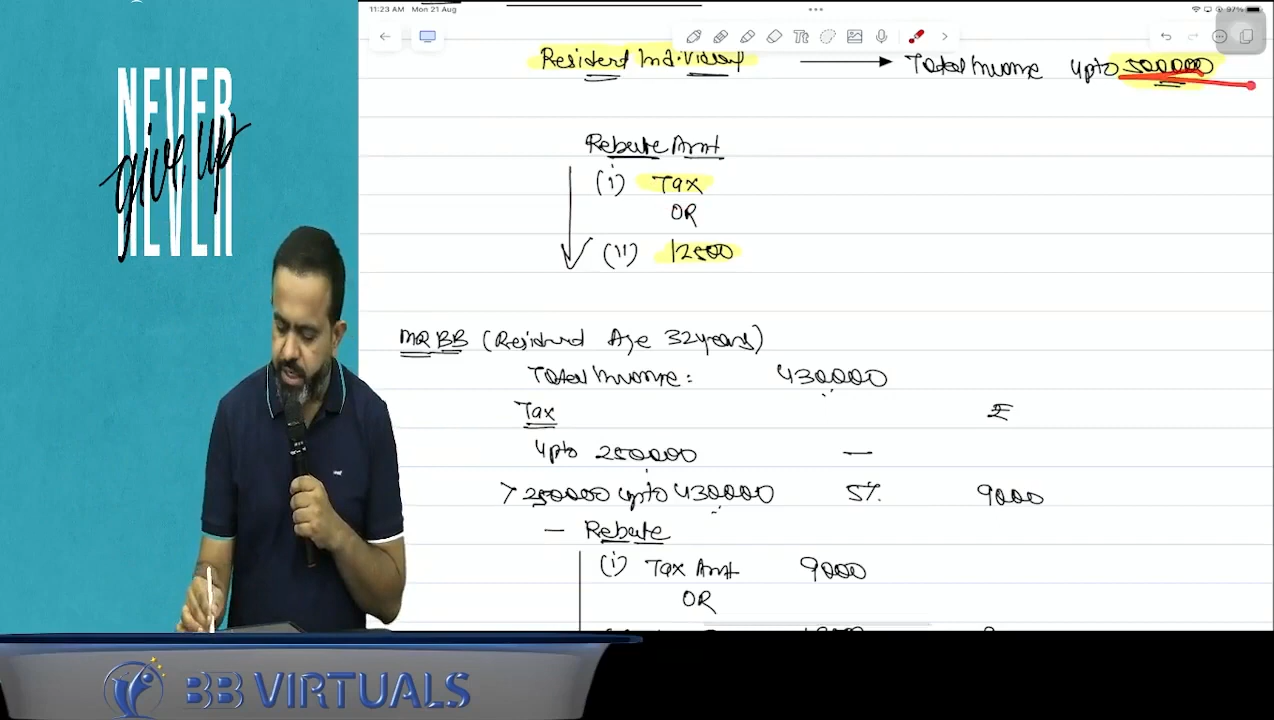 11:23 AM Mon 21 Aug
97%
NEVER
give up
NEVER
Resident Individual → Total Income upto 500000
Rebate Amt
(i) Tax
OR
(ii) 12500
MR BB (Resident Age 32 years)
Total Income: 430000
Tax ₹
upto 250000 —
> 250000 upto 430000 5% 9000
— Rebate
(i) Tax Amt 9000
OR
BB VIRTUALS